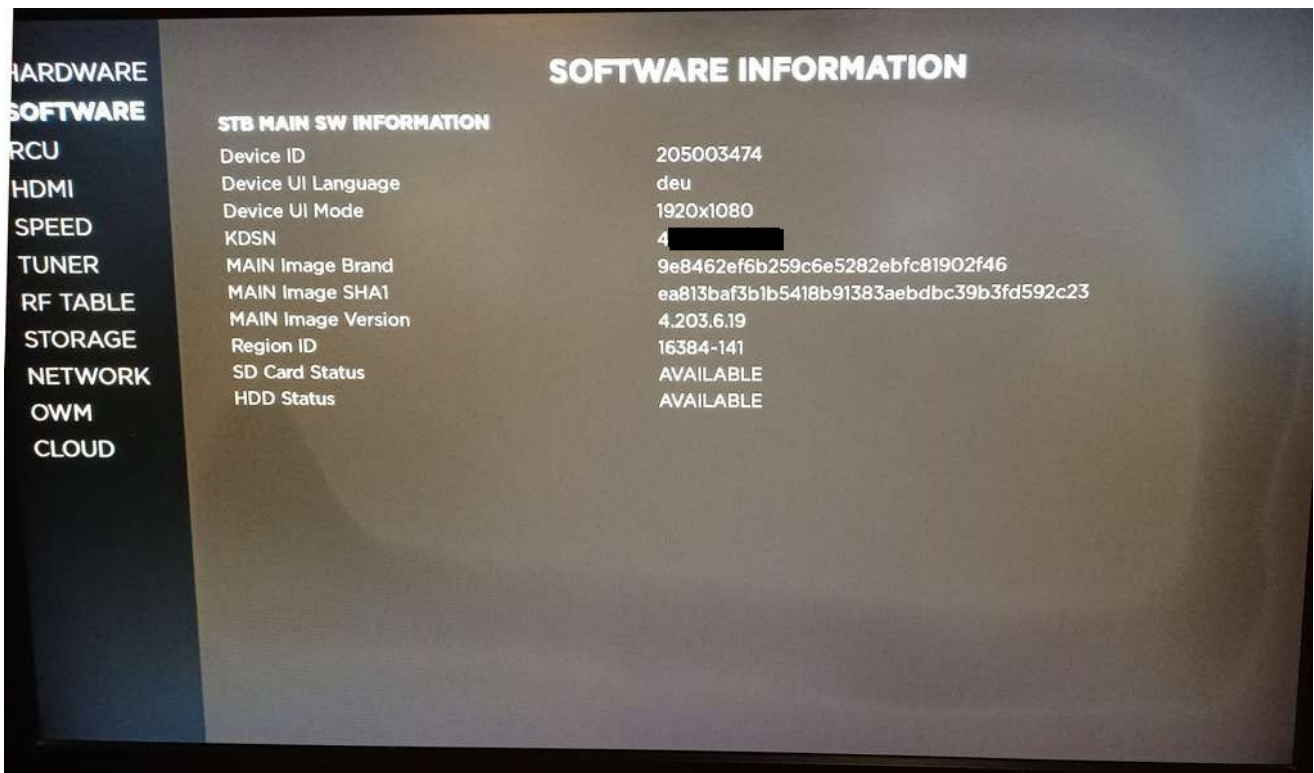 HARDWARE
SOFTWARE
RCU
HDMI
SPEED
TUNER
RF TABLE
STORAGE
NETWORK
OWM
CLOUD
SOFTWARE INFORMATION
STB MAIN SW INFORMATION
Device ID 205003474
Device UI Language deu
Device UI Mode 1920x1080
KDSN 4
MAIN Image Brand 9e8462ef6b259c6e5282ebfc81902f46
MAIN Image SHA1 ea813baf3b1b5418b91383aebdbc39b3fd592c23
MAIN Image Version 4.203.6.19
Region ID 16384-141
SD Card Status AVAILABLE
HDD Status AVAILABLE